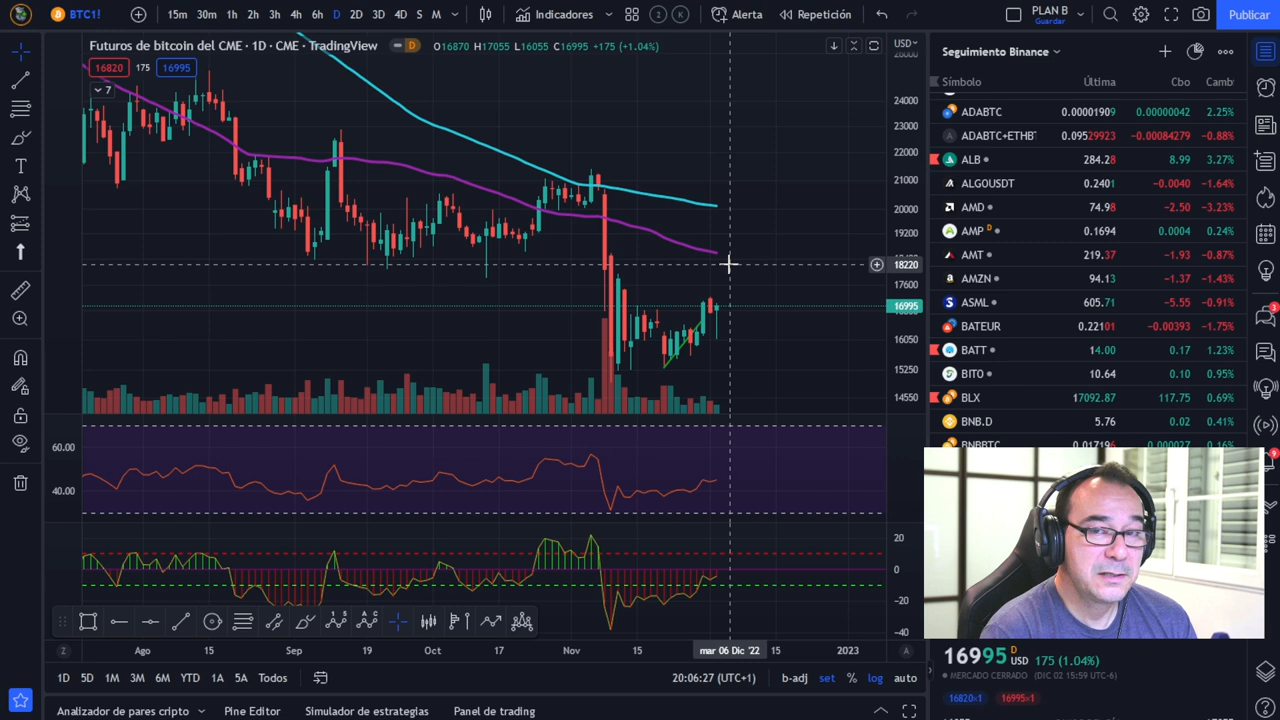 BTC1!
15m 30m 1h 2h 3h 4h 6h D 2D 3D 4D S M
Indicadores
2 K
Alerta
Repetición
PLAN B
Guardar
Publicar
Futuros de bitcoin del CME · 1D · CME · TradingView
D
O16870 H17055 L16055 C16995 +175 (+1.04%)
16820 175 16995
7
USD
24000
23000
22000
21000
20000
19200
18220
17600
16995
16050
15250
14550
60.00
40.00
20
0
−20
−40
Z Ago 15 Sep 19 Oct 17 Nov 15 mar 06 Dic '22 15 2023 A
1D 5D 1M 3M 6M YTD 1A 5A Todos
20:06:27 (UTC+1) b-adj set % log auto
Analizador de pares cripto Pine Editor Simulador de estrategias Panel de trading
Seguimiento Binance
Símbolo Última Cbo Camb
ADABTC 0.00001909 0.00000042 2.25%
ADABTC+ETHBT 0.09529923 −0.00084279 −0.88%
ALB 284.28 8.99 3.27%
ALGOUSDT 0.2401 −0.0040 −1.64%
AMD 74.98 −2.50 −3.23%
AMP D 0.1694 0.0004 0.24%
AMT 219.37 −1.93 −0.87%
AMZN 94.13 −1.37 −1.43%
ASML 605.71 −5.55 −0.91%
BATEUR 0.22101 −0.00393 −1.75%
BATT 14.00 0.17 1.23%
BITO 10.64 0.10 0.95%
BLX 17092.87 117.75 0.69%
BNB.D 5.76 0.02 0.41%
BNBBTC 0.017196 0.000027 0.16%
3
9
16995 D USD 175 (1.04%)
MERCADO CERRADO (DIC 02 15:59 UTC-6)
16820×1 16995×1